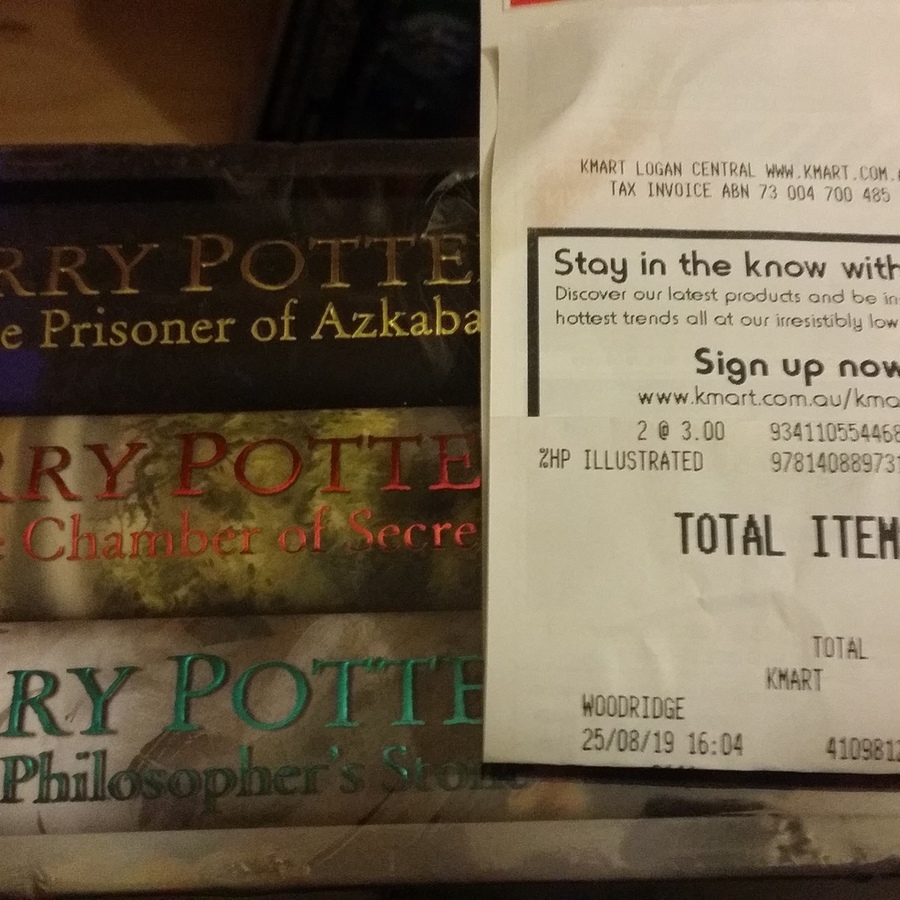 RRY POTTE
e Prisoner of Azkaba
RRY POTTE
e Chamber of Secre
RY POTTE
Philosopher's Stone
KMART LOGAN CENTRAL WWW.KMART.COM.A
TAX INVOICE ABN 73 004 700 485
Stay in the know with
Discover our latest products and be in
hottest trends all at our irresistibly low
Sign up now
www.kmart.com.au/kma
2 @ 3.00 934110554468
%HP ILLUSTRATED 978140889731
TOTAL ITEM
TOTAL
KMART
WOODRIDGE
25/08/19 16:04 4109812